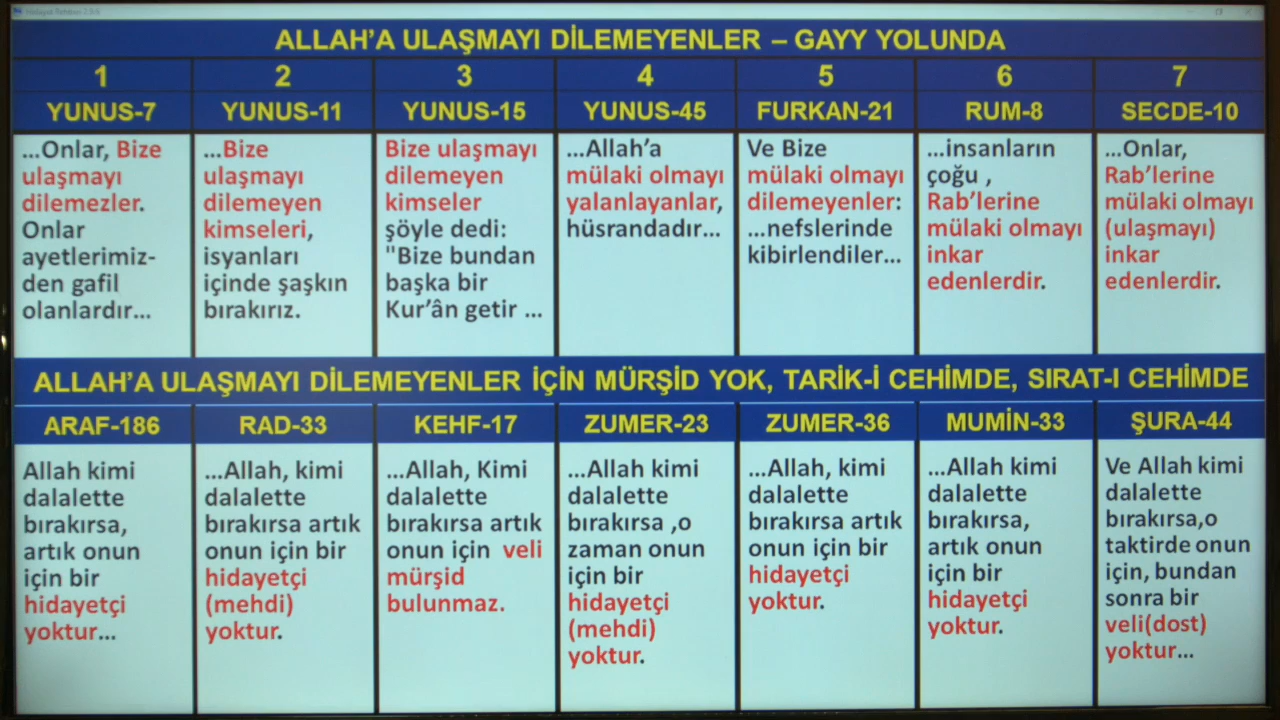 ALLAH'A ULAŞMAYI DİLEMEYENLER – GAYY YOLUNDA
1
2
3
4
5
6
7
YUNUS-7
YUNUS-11
YUNUS-15
YUNUS-45
FURKAN-21
RUM-8
SECDE-10
...Onlar, Bize
ulaşmayı
dilemezler.
Onlar
ayetlerimiz-
den gafil
olanlardır...
...Bize
ulaşmayı
dilemeyen
kimseleri,
isyanları
içinde şaşkın
bırakırız.
Bize ulaşmayı
dilemeyen
kimseler
şöyle dedi:
"Bize bundan
başka bir
Kur'ân getir ...
...Allah'a
mülaki olmayı
yalanlayanlar,
hüsrandadır...
Ve Bize
mülaki olmayı
dilemeyenler:
...nefslerinde
kibirlendiler...
...insanların
çoğu ,
Rab'lerine
mülaki olmayı
inkar
edenlerdir.
...Onlar,
Rab'lerine
mülaki olmayı
(ulaşmayı)
inkar
edenlerdir.
ALLAH'A ULAŞMAYI DİLEMEYENLER İÇİN MÜRŞİD YOK, TARİK-İ CEHİMDE, SIRAT-I CEHİMDE
ARAF-186
RAD-33
KEHF-17
ZUMER-23
ZUMER-36
MUMİN-33
ŞURA-44
Allah kimi
dalalette
bırakırsa,
artık onun
için bir
hidayetçi
yoktur...
...Allah, kimi
dalalette
bırakırsa artık
onun için bir
hidayetçi
(mehdi)
yoktur.
...Allah, Kimi
dalalette
bırakırsa artık
onun için veli
mürşid
bulunmaz.
...Allah kimi
dalalette
bırakırsa ,o
zaman onun
için bir
hidayetçi
(mehdi)
yoktur.
...Allah, kimi
dalalette
bırakırsa artık
onun için bir
hidayetçi
yoktur.
...Allah kimi
dalalette
bırakırsa,
artık onun
için bir
hidayetçi
yoktur.
Ve Allah kimi
dalalette
bırakırsa,o
taktirde onun
için, bundan
sonra bir
veli(dost)
yoktur...